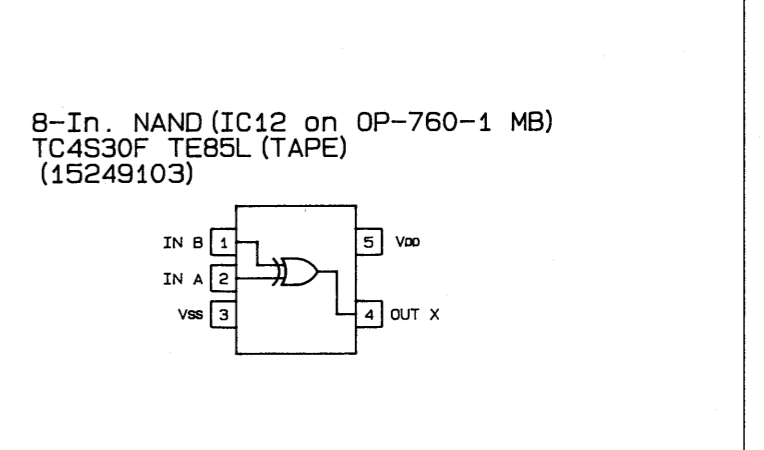 8-In. NAND (IC12 on OP-760-1 MB)
TC4S30F TE85L (TAPE)
(15249103)
IN B 1
5 VDD
IN A 2
VSS 3
4 OUT X